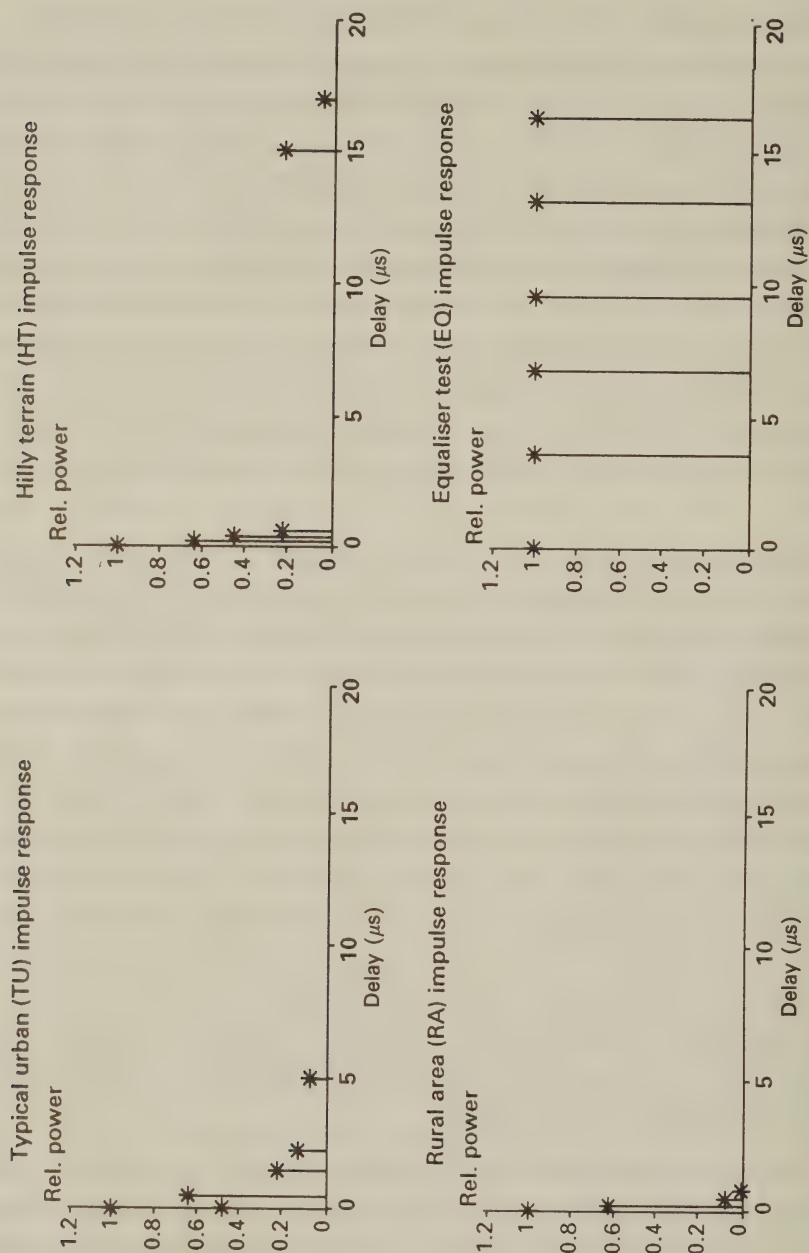 Typical urban (TU) impulse response
Rel. power
1.2
1
0.8
0.6
0.4
0.2
0
0 5 10 15 20
Delay (μs)
Hilly terrain (HT) impulse response
Rel. power
1.2
1
0.8
0.6
0.4
0.2
0
0 5 10 15 20
Delay (μs)
Rural area (RA) impulse response
Rel. power
1.2
1
0.8
0.6
0.4
0.2
0
0 5 10 15 20
Delay (μs)
Equaliser test (EQ) impulse response
Rel. power
1.2
1
0.8
0.6
0.4
0.2
0
0 5 10 15 20
Delay (μs)